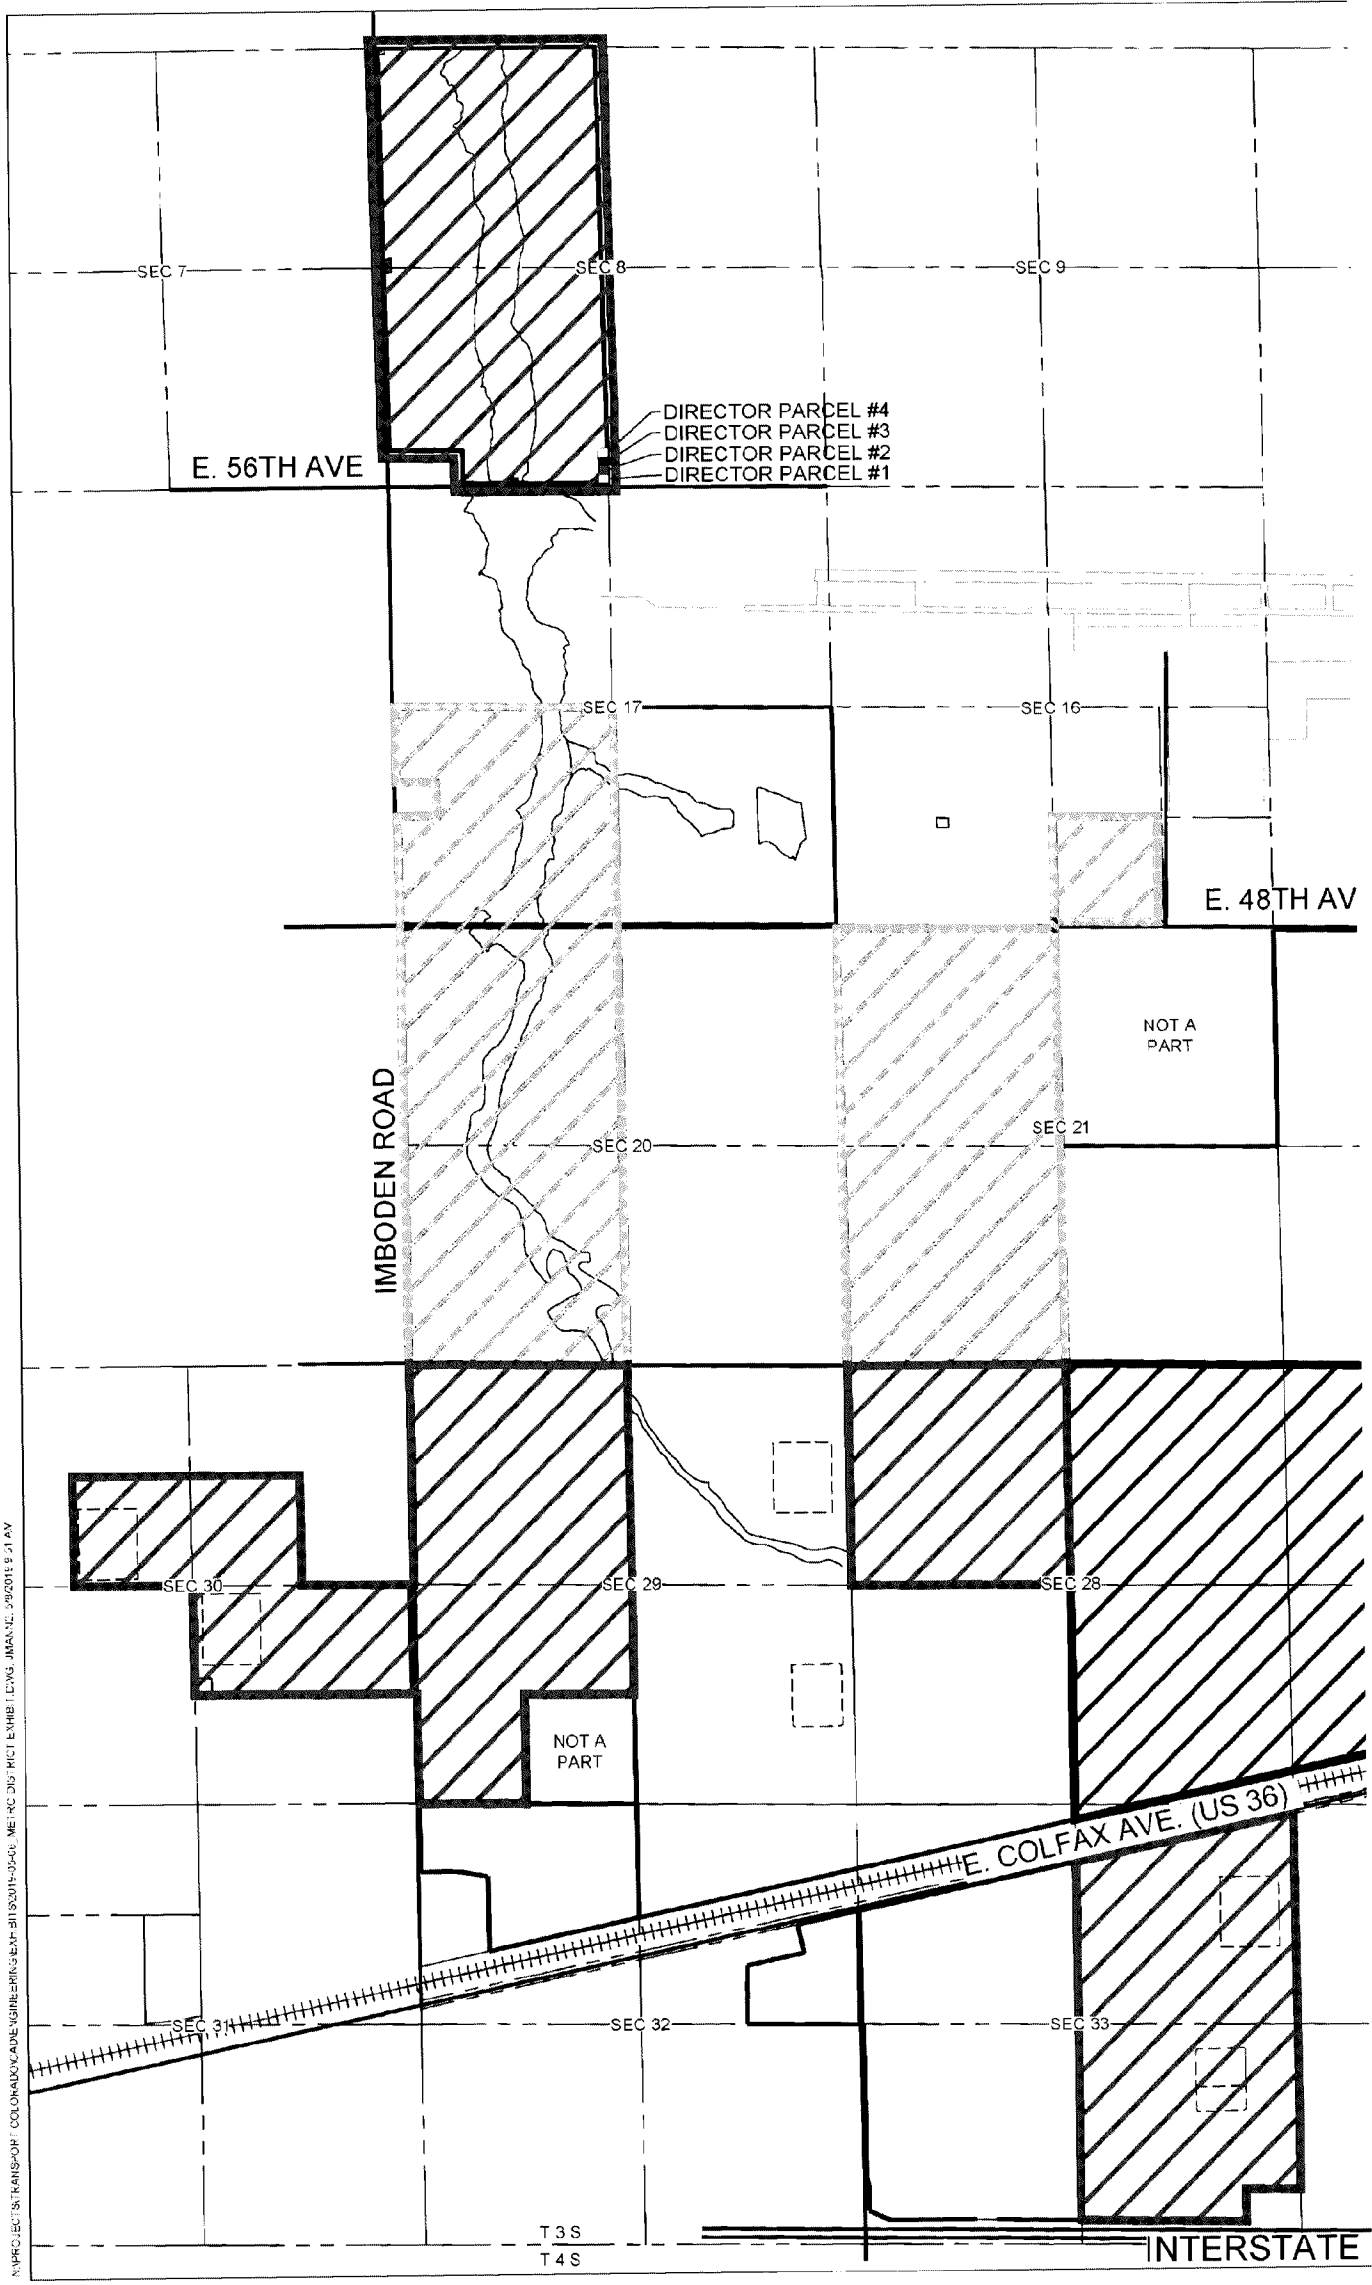 SEC 7
SEC 8
SEC 9
DIRECTOR PARCEL #4
DIRECTOR PARCEL #3
DIRECTOR PARCEL #2
DIRECTOR PARCEL #1
E. 56TH AVE
SEC 17
SEC 16
E. 48TH AV
NOT A
PART
IMBODEN ROAD
SEC 20
SEC 21
SEC 30
SEC 29
SEC 28
NOT A
PART
E. COLFAX AVE. (US 36)
SEC 31
SEC 32
SEC 33
T 3 S
T 4 S
INTERSTATE